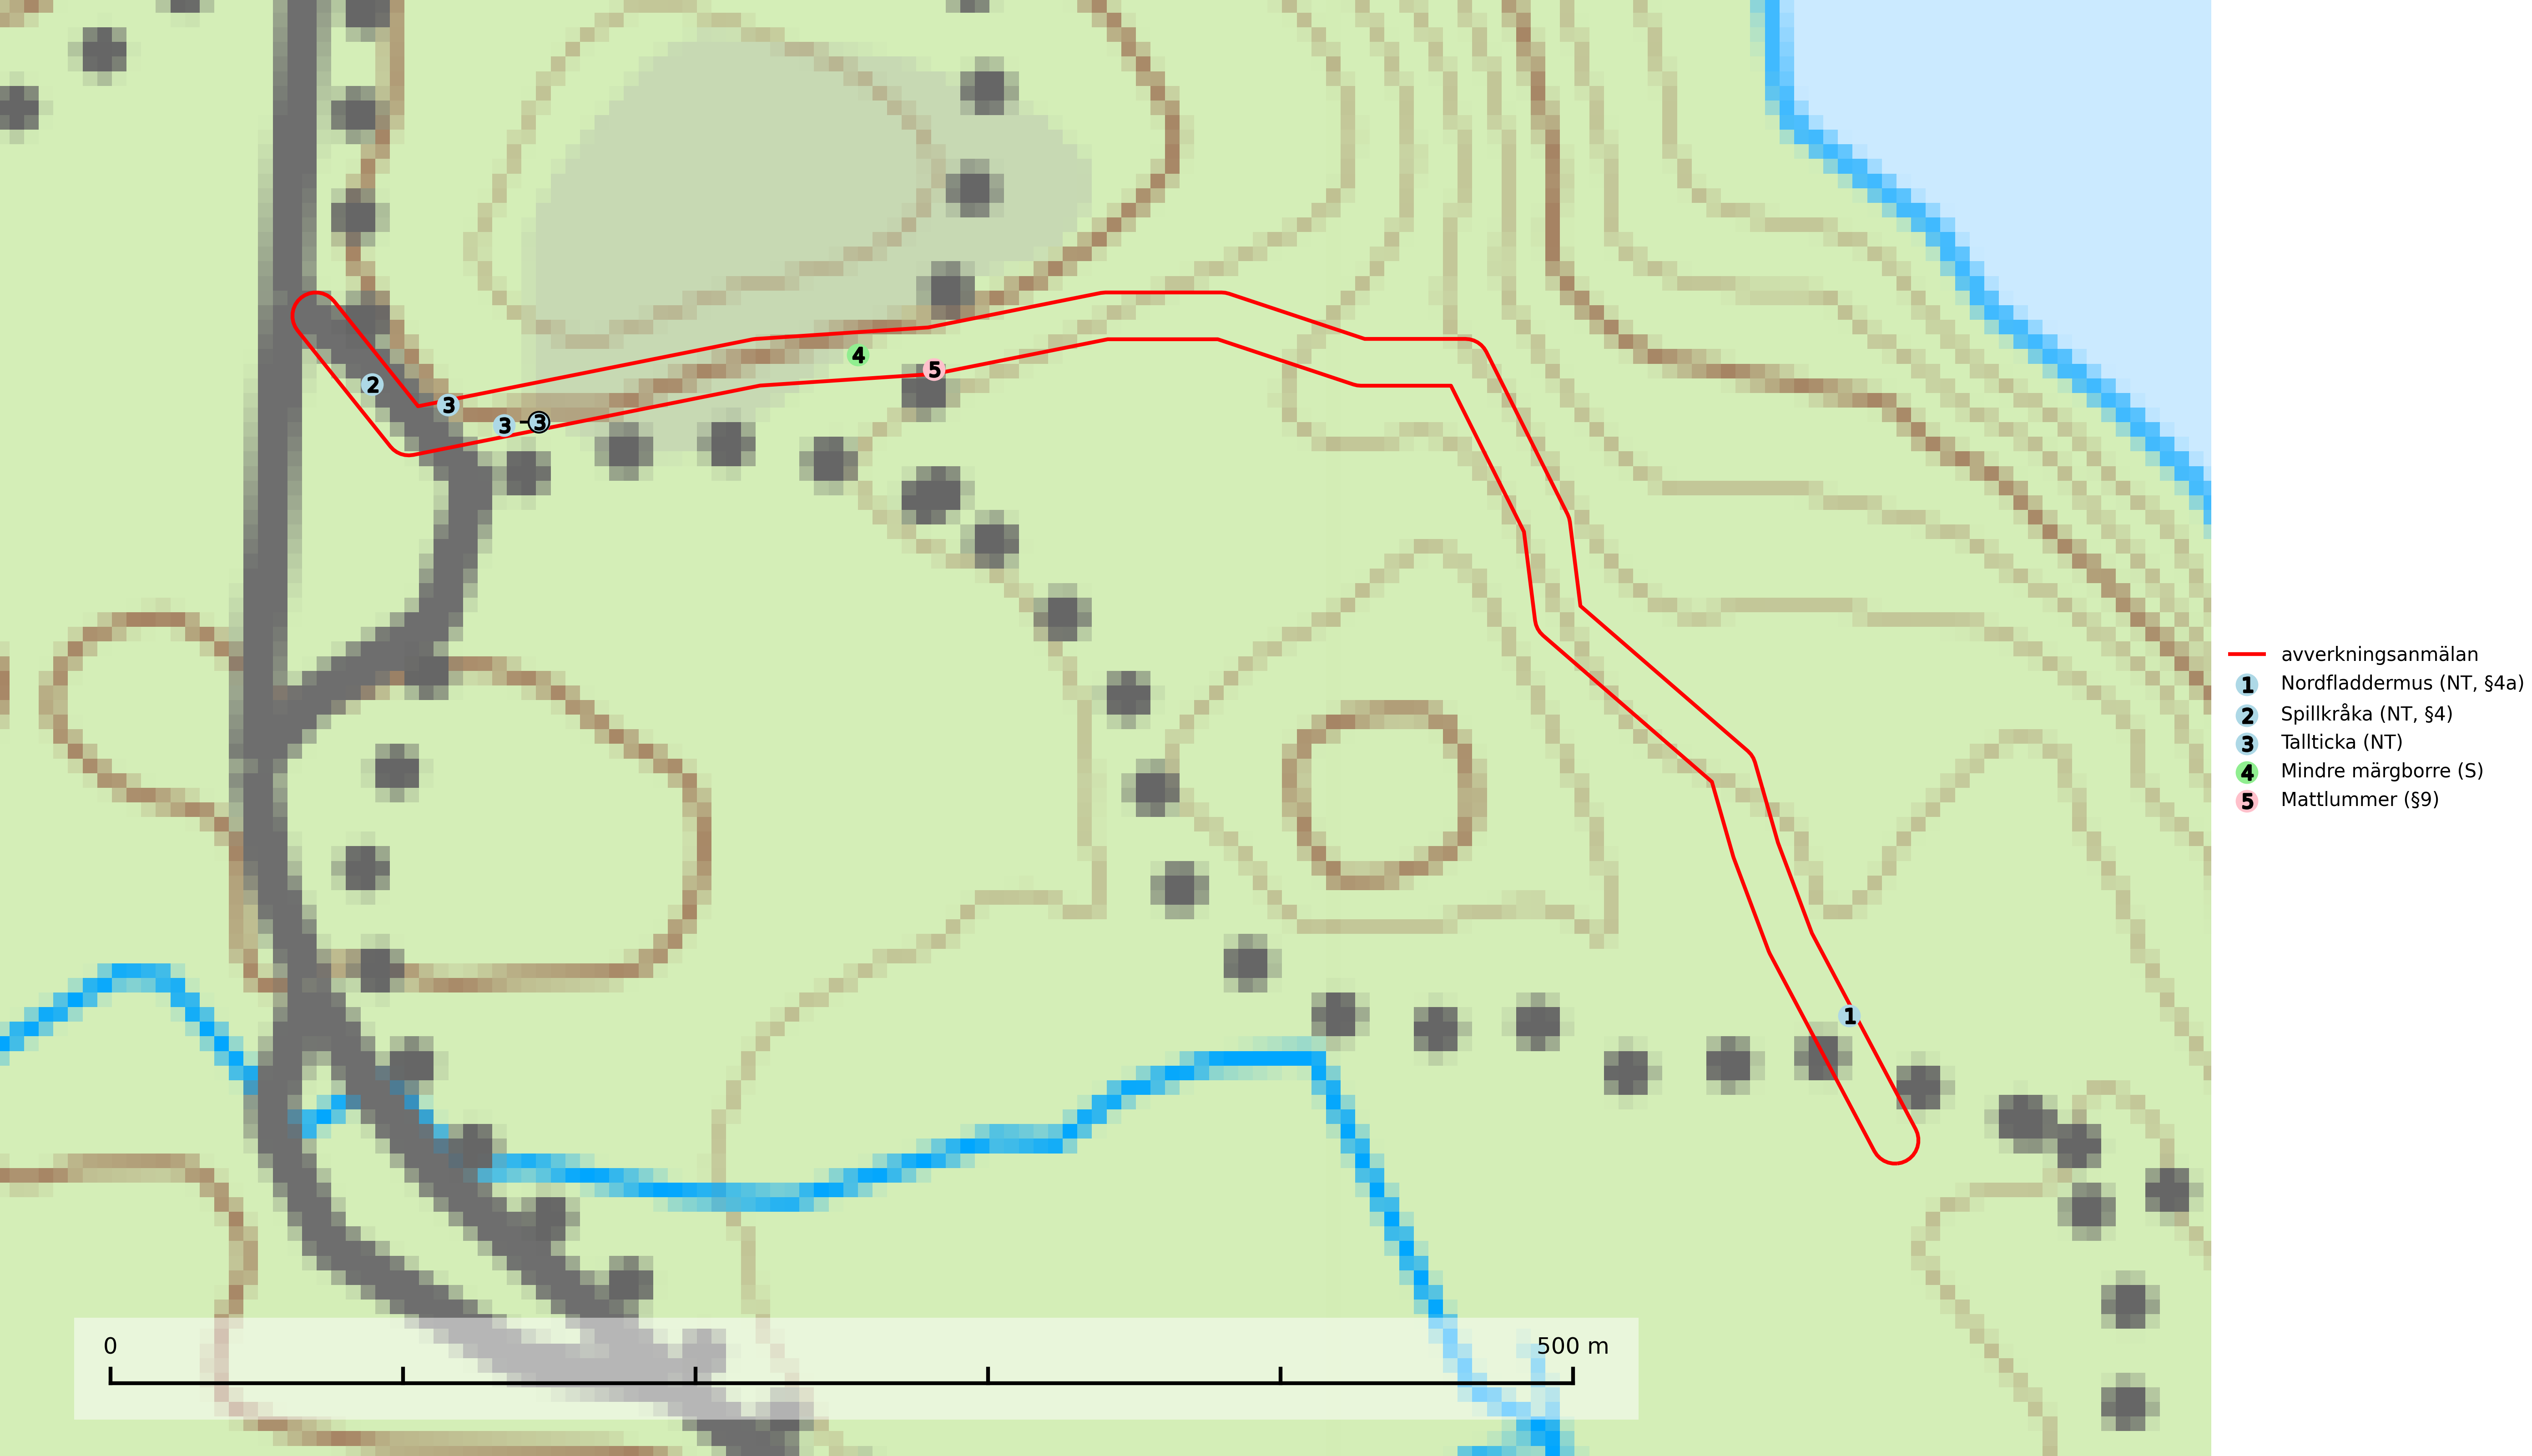 2
3
3
3
4
5
1
0
500 m
avverkningsanmälan
1 Nordfladdermus (NT, §4a)
2 Spillkråka (NT, §4)
3 Tallticka (NT)
4 Mindre märgborre (S)
5 Mattlummer (§9)